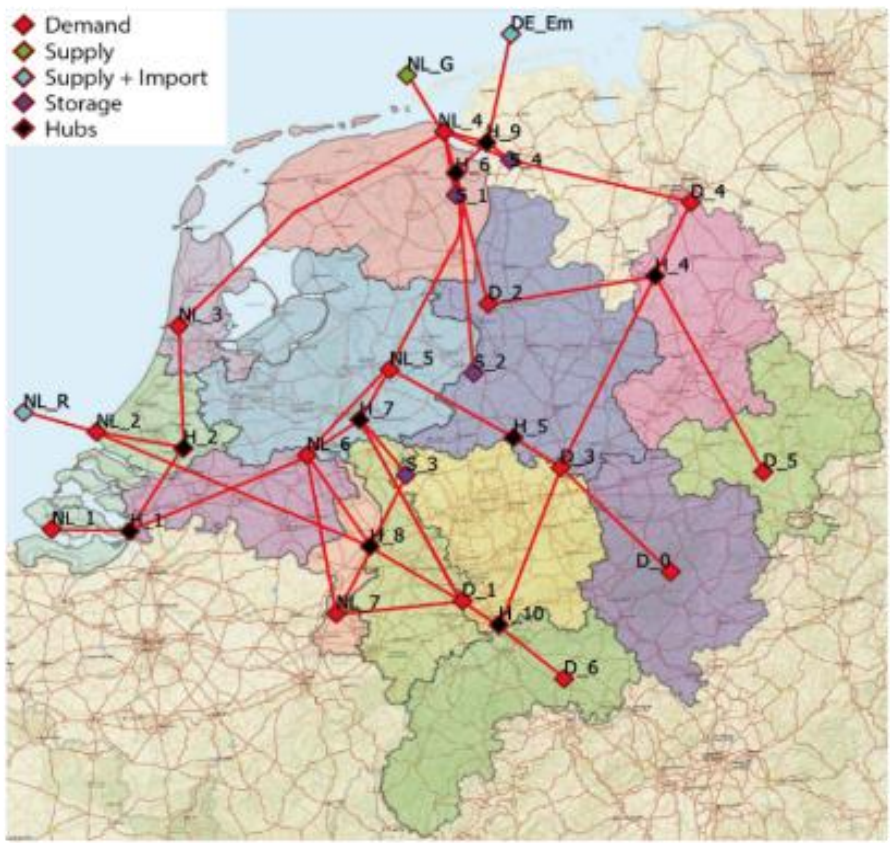 Demand
Supply
Supply + Import
Storage
Hubs
DE_Em
NL_G
NL_4
H_9
S_4
H_6
S_1
D_4
H_4
D_2
NL_3
NL_5
S_2
NL_R
NL_2
H_7
H_2
H_5
NL_6
S_3
D_3
D_5
NL_1
H_1
H_8
D_0
D_1
NL_7
H_10
D_6